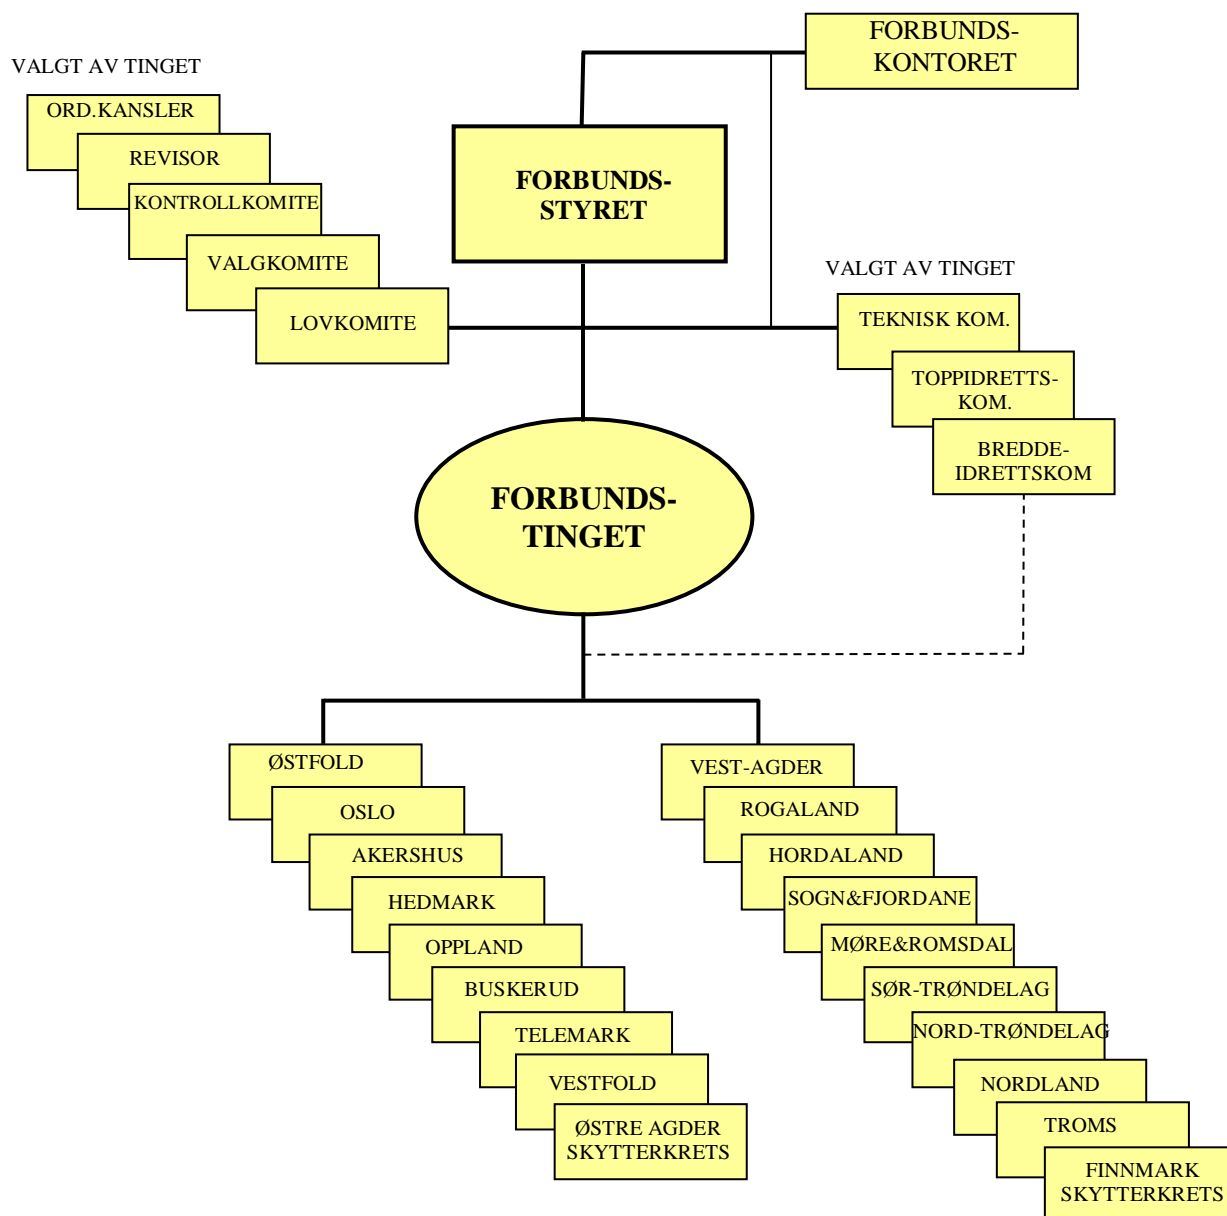 FORBUNDS-
KONTORET
VALGT AV TINGET
ORD.KANSLER
REVISOR
KONTROLLKOMITE
VALGKOMITE
LOVKOMITE
FORBUNDS-
STYRET
VALGT AV TINGET
TEKNISK KOM.
TOPPIDRETTS-
KOM.
BREDDE-
IDRETTSKOM
FORBUNDS-
TINGET
ØSTFOLD
OSLO
AKERSHUS
HEDMARK
OPPLAND
BUSKERUD
TELEMARK
VESTFOLD
ØSTRE AGDER
SKYTTERKRETS
VEST-AGDER
ROGALAND
HORDALAND
SOGN&FJORDANE
MØRE&ROMSDAL
SØR-TRØNDELAG
NORD-TRØNDELAG
NORDLAND
TROMS
FINNMARK
SKYTTERKRETS